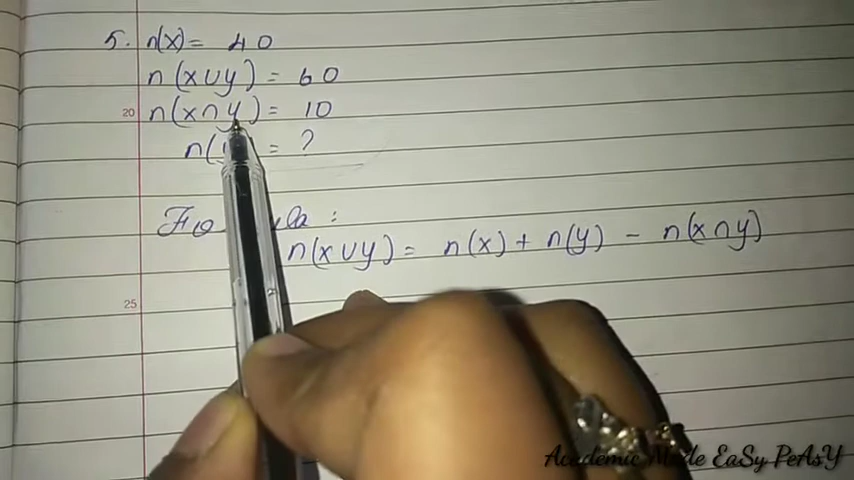 5. n(x) = 40
n(x∪y) = 60
20 n(x∩y) = 10
n( = ?
:
n(x∪y) = n(x) + n(y) - n(x∩y)
25
Academic Made EaSy PeAsY